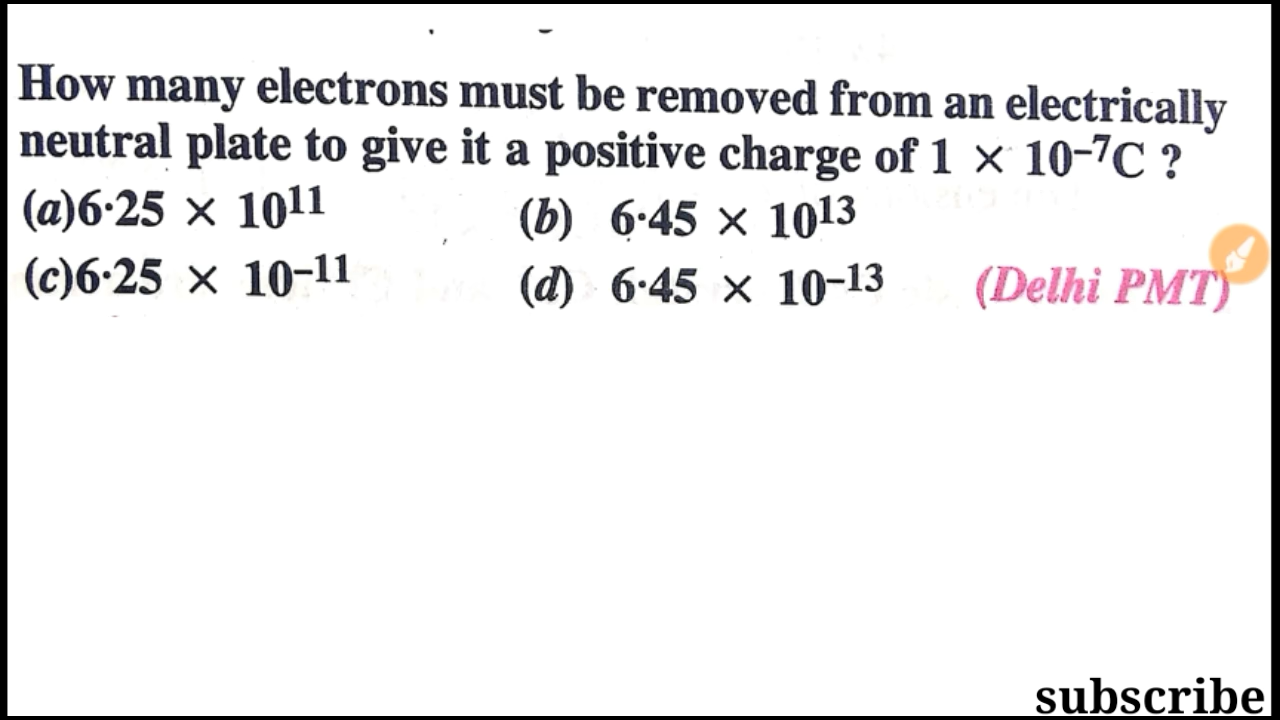 How many electrons must be removed from an electrically
neutral plate to give it a positive charge of 1 × 10⁻⁷C ?
(a)6·25 × 10¹¹ (b) 6·45 × 10¹³
(c)6·25 × 10⁻¹¹ (d) 6·45 × 10⁻¹³ (Delhi PMT)
subscribe